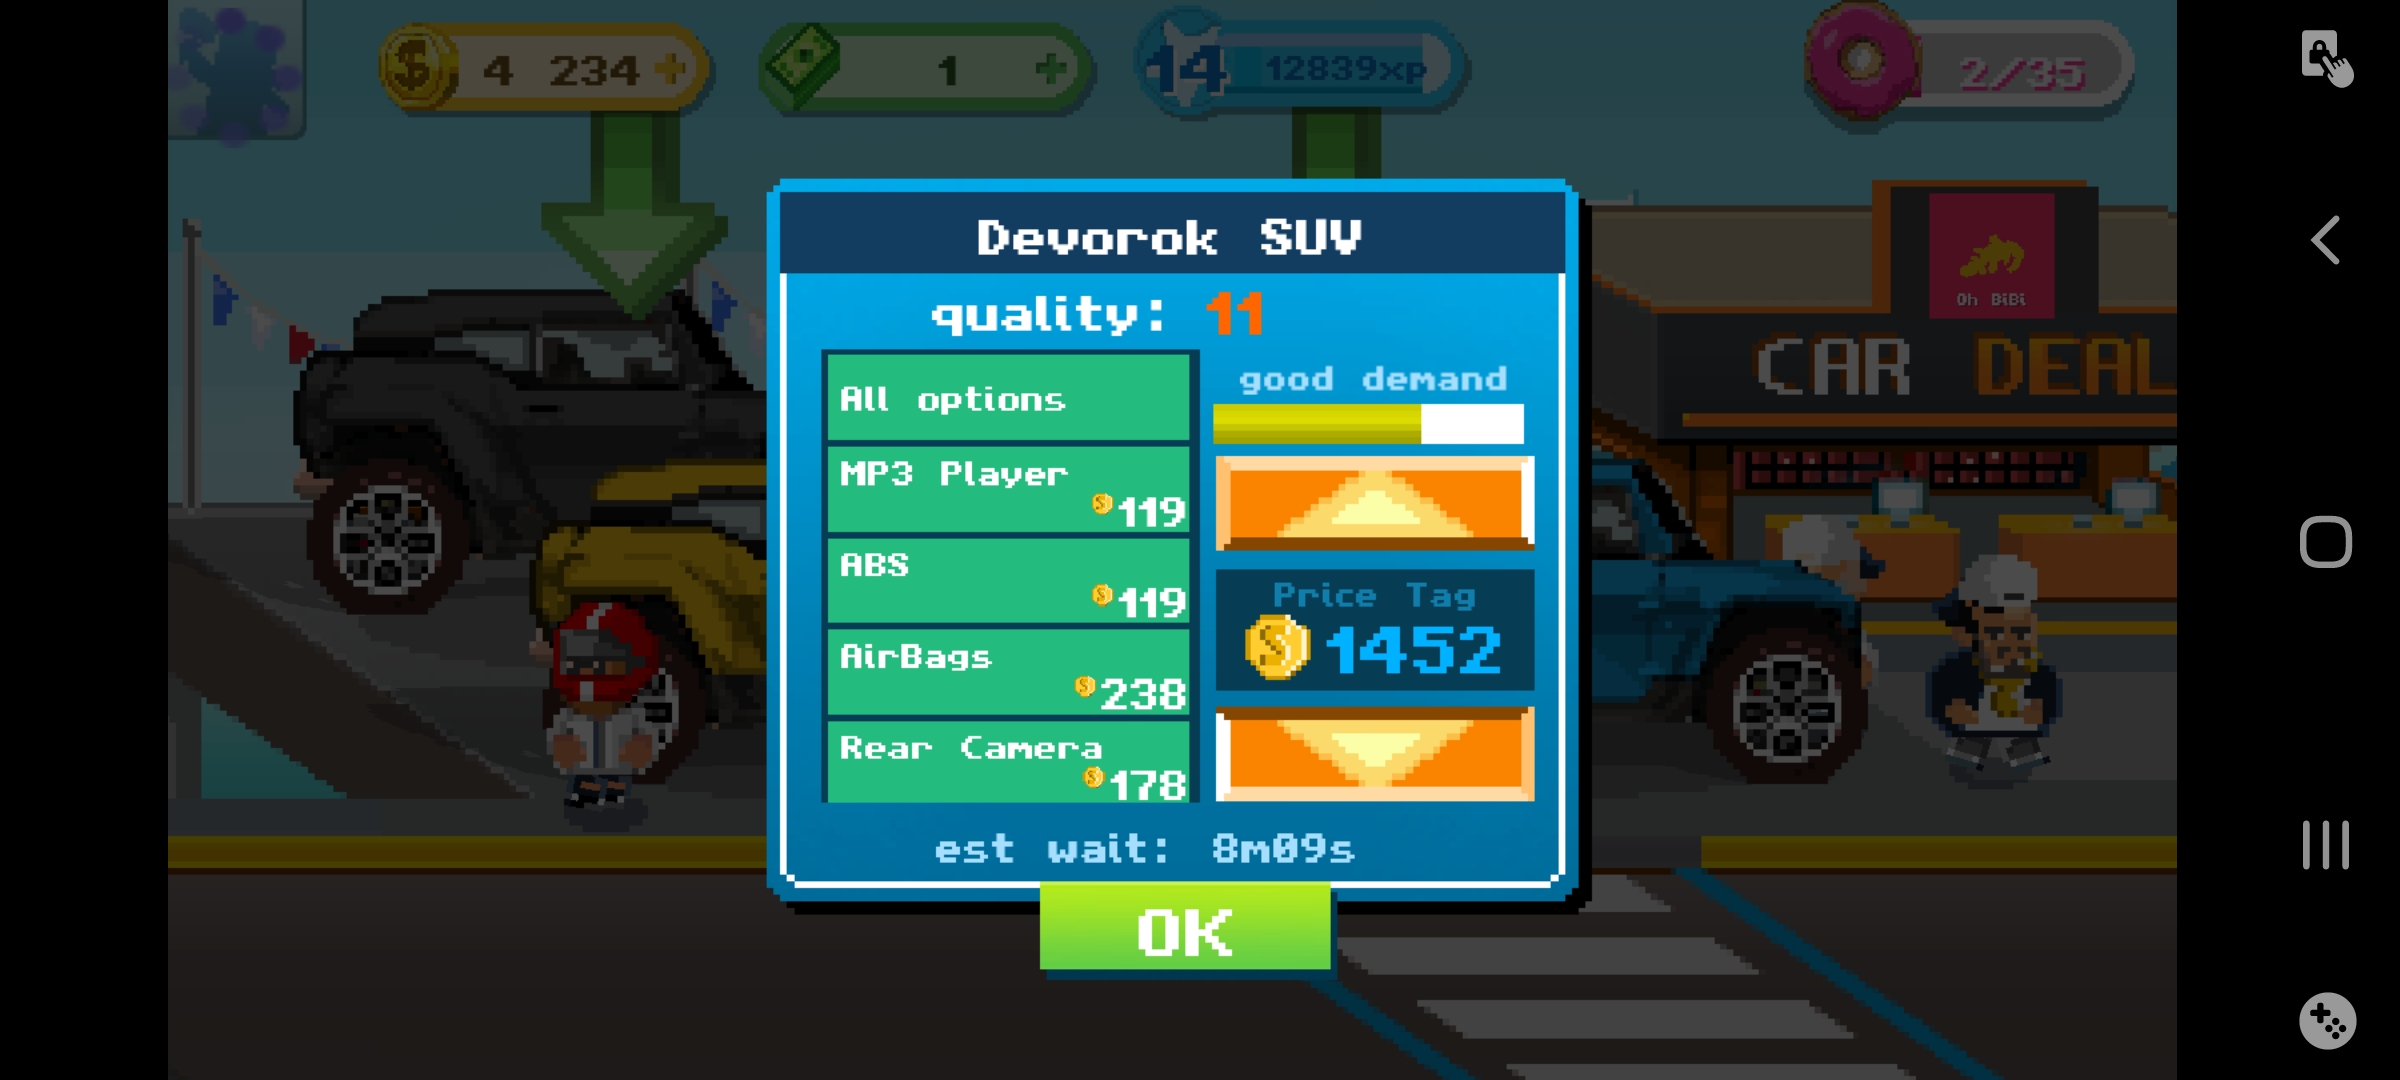 4 234 +
1 +
14 12839xp
2/35
Devorok SUV
quality: 11
All options
MP3 Player
119
ABS
119
AirBags
238
Rear Camera
178
good demand
Price Tag
1452
est wait: 8m09s
OK
Oh BiBi
CAR DEAL